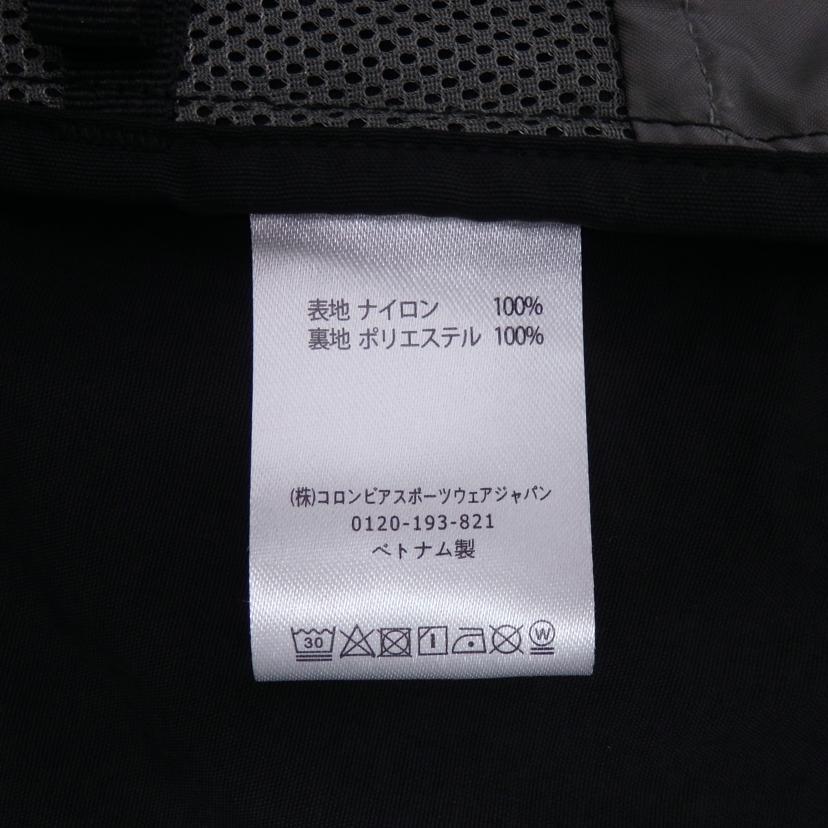 表地 ナイロン 100%
裏地 ポリエステル 100%
(株)コロンビアスポーツウェアジャパン
0120-193-821
ベトナム製
30 W